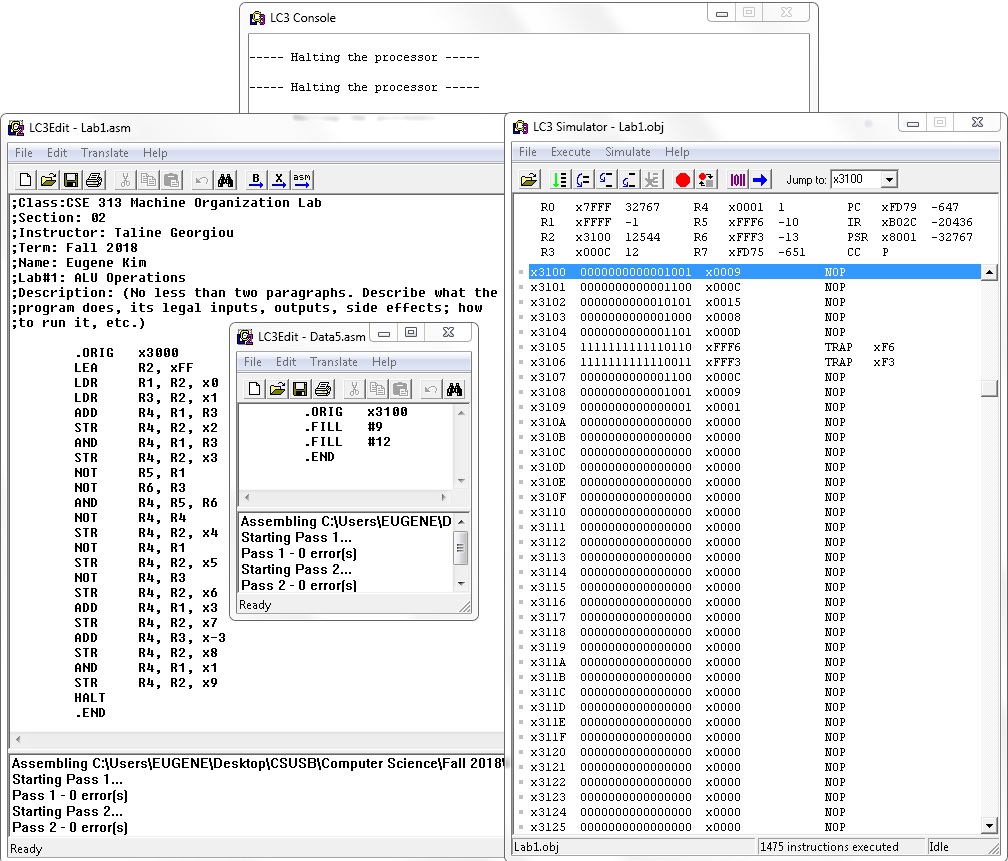 LC3 Console
----- Halting the processor -----
----- Halting the processor -----
LC3Edit - Lab1.asm
File Edit Translate Help
B X asm
;Class:CSE 313 Machine Organization Lab
;Section: 02
;Instructor: Taline Georgiou
;Term: Fall 2018
;Name: Eugene Kim
;Lab#1: ALU Operations
;Description: (No less than two paragraphs. Describe what the
;program does, its legal inputs, outputs, side effects; how
;to run it, etc.)
.ORIG x3000
LEA R2, xFF
LDR R1, R2, x0
LDR R3, R2, x1
ADD R4, R1, R3
STR R4, R2, x2
AND R4, R1, R3
STR R4, R2, x3
NOT R5, R1
NOT R6, R3
AND R4, R5, R6
NOT R4, R4
STR R4, R2, x4
NOT R4, R1
STR R4, R2, x5
NOT R4, R3
STR R4, R2, x6
ADD R4, R1, x3
STR R4, R2, x7
ADD R4, R3, x-3
STR R4, R2, x8
AND R4, R1, x1
STR R4, R2, x9
HALT
.END
Assembling C:\Users\EUGENE\Desktop\CSUSB\Computer Science\Fall 2018\
Starting Pass 1...
Pass 1 - 0 error(s)
Starting Pass 2...
Pass 2 - 0 error(s)
Ready
LC3Edit - Data5.asm
File Edit Translate Help
.ORIG x3100
.FILL #9
.FILL #12
.END
Assembling C:\Users\EUGENE\D
Starting Pass 1...
Pass 1 - 0 error(s)
Starting Pass 2...
Pass 2 - 0 error(s)
Ready
LC3 Simulator - Lab1.obj
File Execute Simulate Help
Jump to: x3100
R0 x7FFF 32767 R4 x0001 1 PC xFD79 -647
R1 xFFFF -1 R5 xFFF6 -10 IR xB02C -20436
R2 x3100 12544 R6 xFFF3 -13 PSR x8001 -32767
R3 x000C 12 R7 xFD75 -651 CC P
x3100 0000000000001001 x0009 NOP
x3101 0000000000001100 x000C NOP
x3102 0000000000010101 x0015 NOP
x3103 0000000000001000 x0008 NOP
x3104 0000000000001101 x000D NOP
x3105 1111111111110110 xFFF6 TRAP xF6
x3106 1111111111110011 xFFF3 TRAP xF3
x3107 0000000000001100 x000C NOP
x3108 0000000000001001 x0009 NOP
x3109 0000000000000001 x0001 NOP
x310A 0000000000000000 x0000 NOP
x310B 0000000000000000 x0000 NOP
x310C 0000000000000000 x0000 NOP
x310D 0000000000000000 x0000 NOP
x310E 0000000000000000 x0000 NOP
x310F 0000000000000000 x0000 NOP
x3110 0000000000000000 x0000 NOP
x3111 0000000000000000 x0000 NOP
x3112 0000000000000000 x0000 NOP
x3113 0000000000000000 x0000 NOP
x3114 0000000000000000 x0000 NOP
x3115 0000000000000000 x0000 NOP
x3116 0000000000000000 x0000 NOP
x3117 0000000000000000 x0000 NOP
x3118 0000000000000000 x0000 NOP
x3119 0000000000000000 x0000 NOP
x311A 0000000000000000 x0000 NOP
x311B 0000000000000000 x0000 NOP
x311C 0000000000000000 x0000 NOP
x311D 0000000000000000 x0000 NOP
x311E 0000000000000000 x0000 NOP
x311F 0000000000000000 x0000 NOP
x3120 0000000000000000 x0000 NOP
x3121 0000000000000000 x0000 NOP
x3122 0000000000000000 x0000 NOP
x3123 0000000000000000 x0000 NOP
x3124 0000000000000000 x0000 NOP
x3125 0000000000000000 x0000 NOP
Lab1.obj 1475 instructions executed Idle